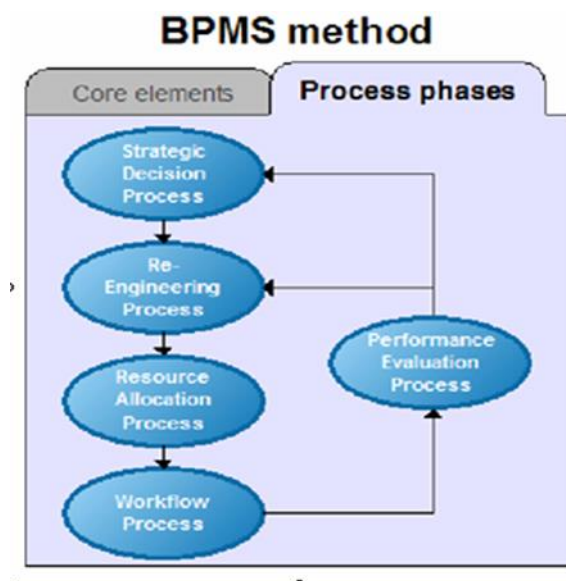 BPMS method
Core elements
Process phases
Strategic
Decision
Process
Re-
Engineering
Process
Resource
Allocation
Process
Workflow
Process
Performance
Evaluation
Process